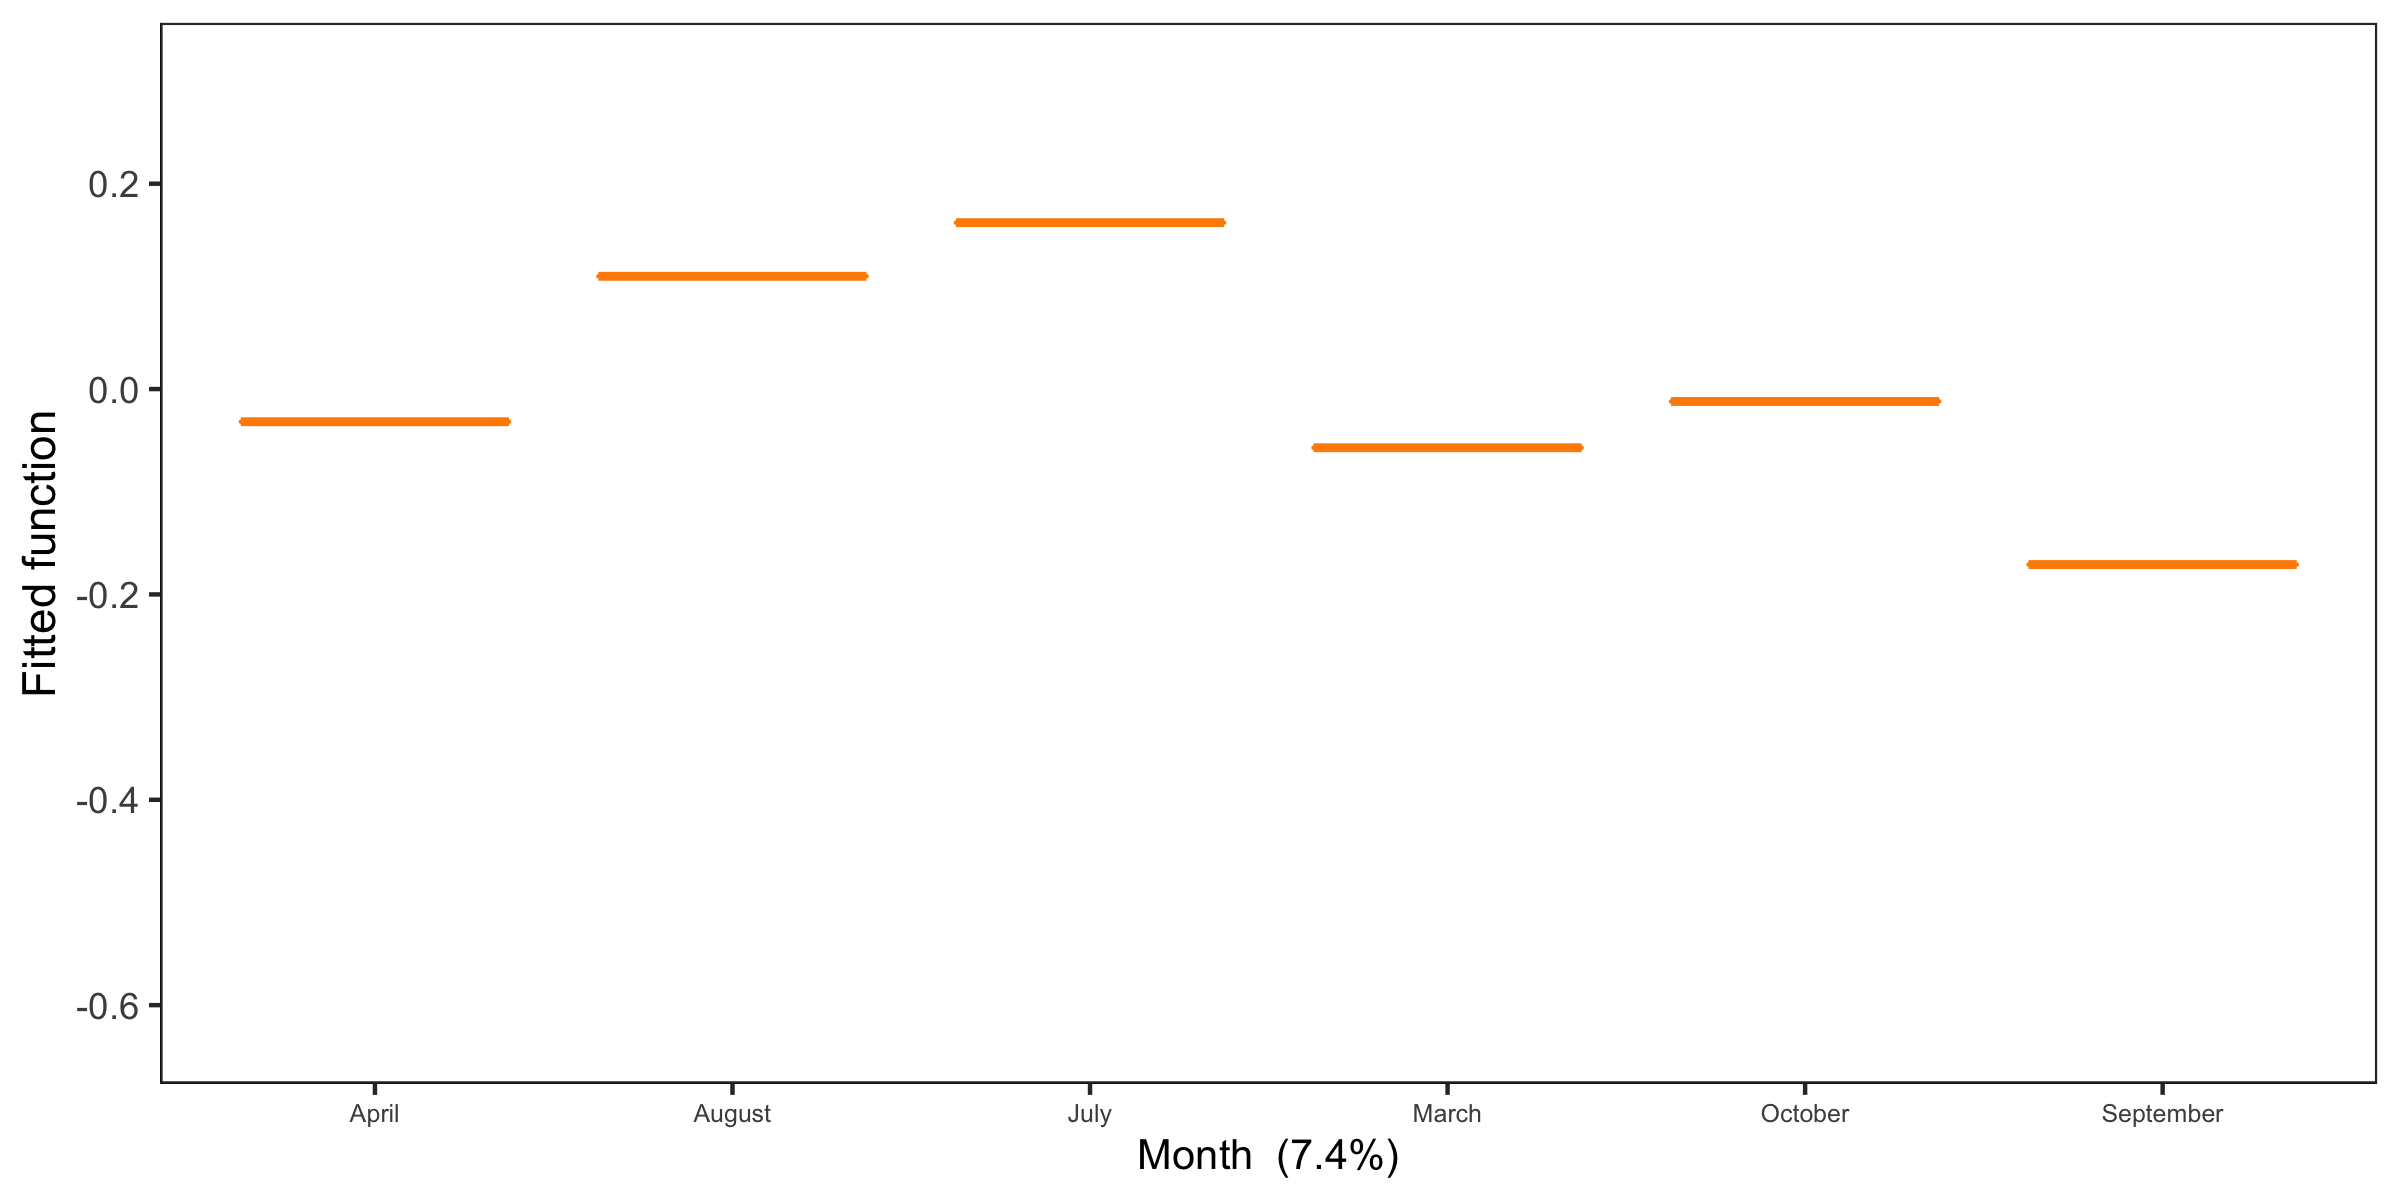 Fitted function
0.2
0.0
-0.2
-0.4
-0.6
April August July March October September
Month (7.4%)